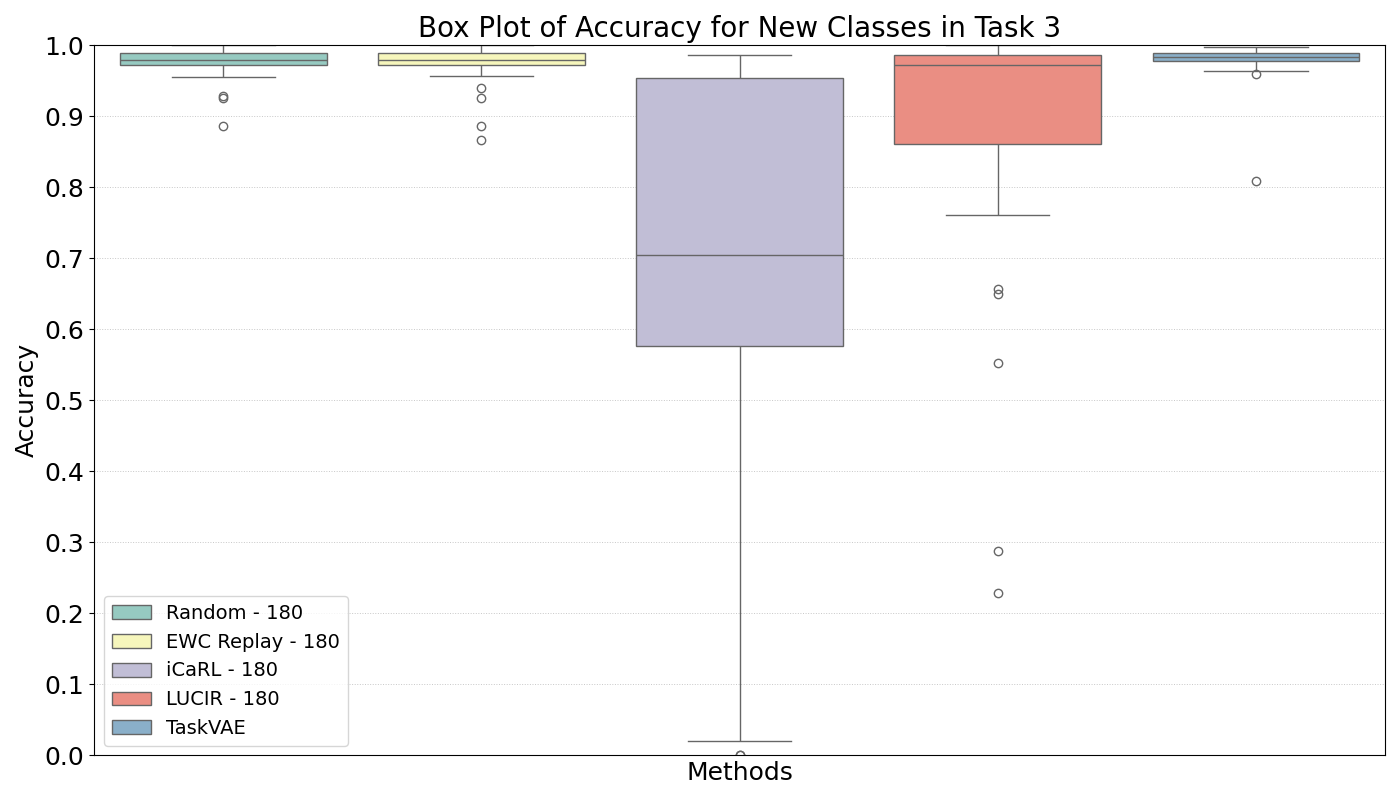 Box Plot of Accuracy for New Classes in Task 3
1.0
0.9
0.8
0.7
0.6
0.5
0.4
0.3
0.2
0.1
0.0
Accuracy
Random - 180
EWC Replay - 180
iCaRL - 180
LUCIR - 180
TaskVAE
Methods